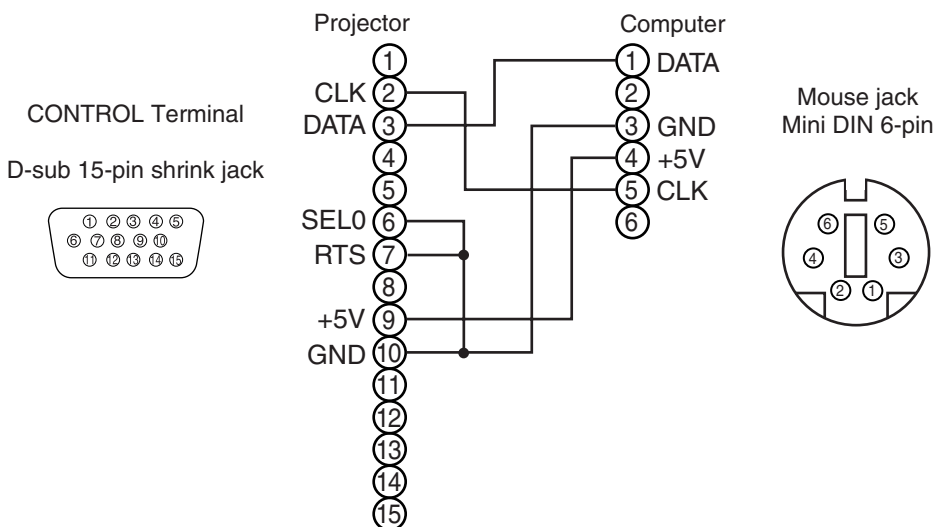 Projector
Computer
CONTROL Terminal
D-sub 15-pin shrink jack
① ② ③ ④ ⑤
⑥ ⑦ ⑧ ⑨ ⑩
⑪ ⑫ ⑬ ⑭ ⑮
①
CLK ②
DATA ③
④
⑤
SEL0 ⑥
RTS ⑦
⑧
+5V ⑨
GND ⑩
⑪
⑫
⑬
⑭
⑮
① DATA
②
③ GND
④ +5V
⑤ CLK
⑥
Mouse jack
Mini DIN 6-pin
⑥ ⑤
④ ③
② ①